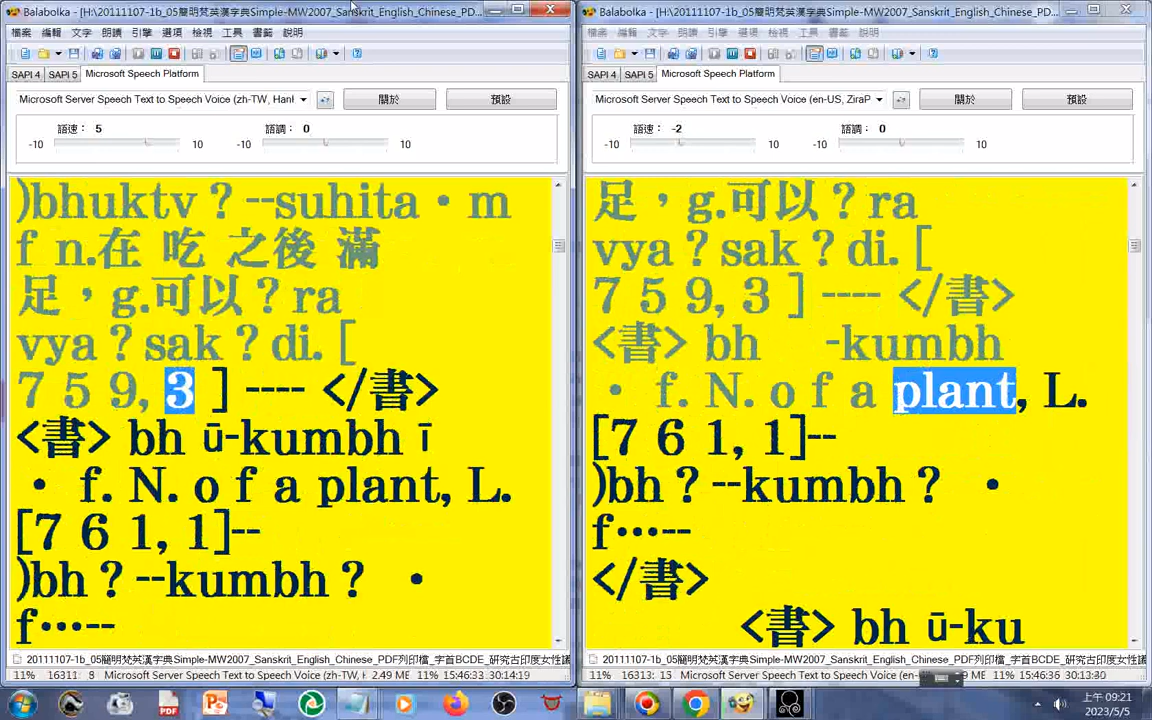 Balabolka - [H:\20111107-1b_05簡明梵英漢字典Simple-MW2007_Sanskrit_English_Chinese_PD...
檔案 編輯 文字 朗讀 引擎 選項 檢視 工具 書籤 說明
SAPI 4 SAPI 5 Microsoft Speech Platform
Microsoft Server Speech Text to Speech Voice (zh-TW, HanH
關於 預設
語速： 5 語調： 0
-10 10 -10 10
)bhuktv？--suhita•m
f n.在 吃 之後 滿
足，g.可以？ra
vya？sak？di. [
7 5 9, 3 ] ---- </書>
<書> bh ū-kumbh ī
• f. N. o f a plant, L.
[7 6 1, 1]--
)bh？--kumbh？ •
f…--
20111107-1b_05簡明梵英漢字典Simple-MW2007_Sanskrit_English_Chinese_PDF列印檔_字首BCDE_研究古印度女性議
11% 16311: 8 Microsoft Server Speech Text to Speech Voice (zh-TW, H 2.49 ME 11% 15:46:33 30:14:19
Balabolka - [H:\20111107-1b_05簡明梵英漢字典Simple-MW2007_Sanskrit_English_Chinese_PD...
檔案 編輯 文字 朗讀 引擎 選項 檢視 工具 書籤 說明
SAPI 4 SAPI 5 Microsoft Speech Platform
Microsoft Server Speech Text to Speech Voice (en-US, ZiraP
關於 預設
語速： -2 語調： 0
-10 10 -10 10
足，g.可以？ra
vya？sak？di. [
7 5 9, 3 ] ---- </書>
<書> bh -kumbh
• f. N. o f a plant, L.
[7 6 1, 1]--
)bh？--kumbh？ •
f…--
</書>
<書> bh ū-ku
20111107-1b_05簡明梵英漢字典Simple-MW2007_Sanskrit_English_Chinese_PDF列印檔_字首BCDE_研究古印度女性議
11% 16313: 13 Microsoft Server Speech Text to Speech Voice (en-US, 11% 15:46:36 30:13:30
PDF
上午 09:21
2023/5/5